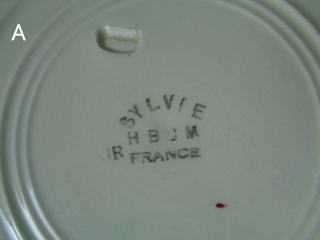 A
SYLVIE
H B C M
R FRANCE